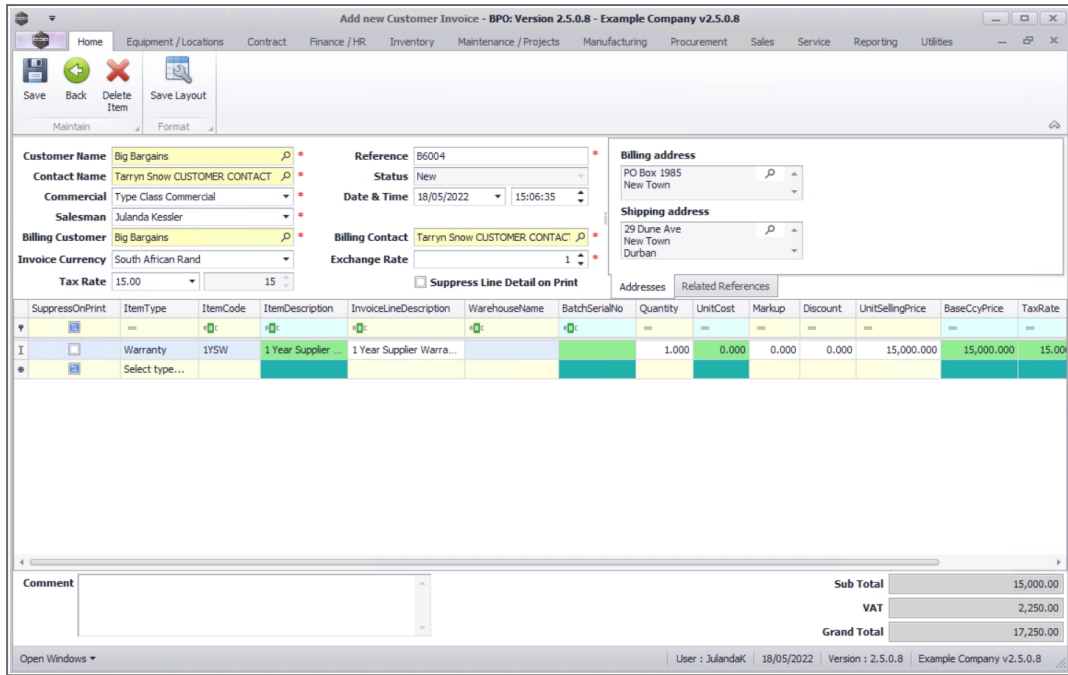 Add new Customer Invoice - BPO: Version 2.5.0.8 - Example Company v2.5.0.8
Home Equipment / Locations Contract Finance / HR Inventory Maintenance / Projects Manufacturing Procurement Sales Service Reporting Utilities
Save Back Delete Item Save Layout
Maintain Format
Customer Name Big Bargains * Reference B6004 * Billing address
Contact Name Tarryn Snow CUSTOMER CONTACT * Status New PO Box 1985
New Town
Commercial Type Class Commercial * Date & Time 18/05/2022 15:06:35
Salesman Julanda Kessler * Shipping address
Billing Customer Big Bargains * Billing Contact Tarryn Snow CUSTOMER CONTAC * 29 Dune Ave
New Town
Invoice Currency South African Rand Exchange Rate 1 * Durban
Tax Rate 15.00 15 Suppress Line Detail on Print Addresses Related References
SuppressOnPrint ItemType ItemCode ItemDescription InvoiceLineDescription WarehouseName BatchSerialNo Quantity UnitCost Markup Discount UnitSellingPrice BaseCcyPrice TaxRate
Warranty 1YSW 1 Year Supplier ... 1 Year Supplier Warra... 1.000 0.000 0.000 0.000 15,000.000 15,000.000 15.00
Select type...
Comment Sub Total 15,000.00
VAT 2,250.00
Grand Total 17,250.00
Open Windows User : JulandaK 18/05/2022 Version : 2.5.0.8 Example Company v2.5.0.8